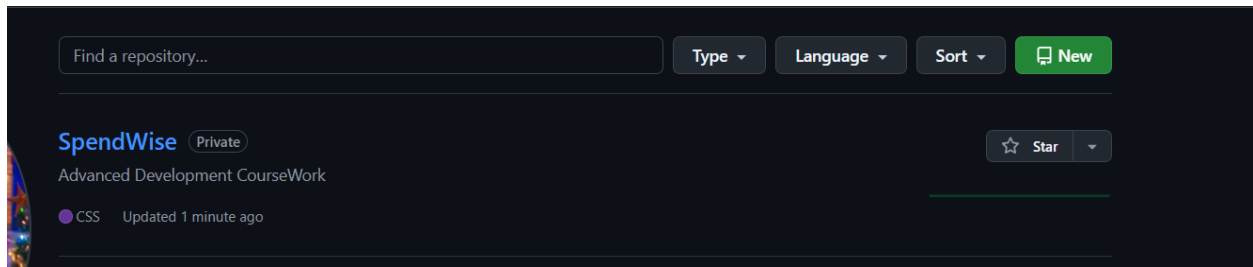 Find a repository... Type Language Sort New
SpendWise Private Star
Advanced Development CourseWork
CSS Updated 1 minute ago